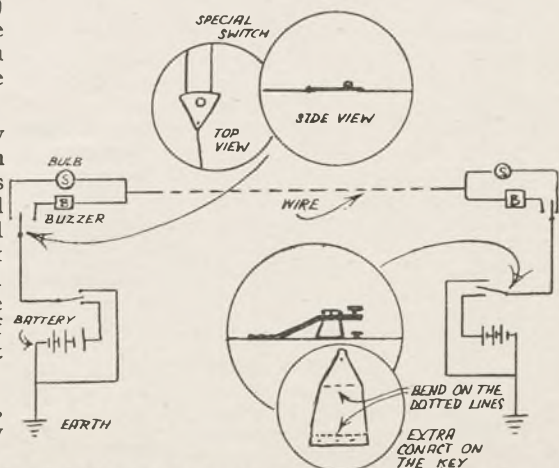 SPECIAL
SWITCH
TOP
VIEW
SIDE VIEW
BULB
S
B
BUZZER
WIRE
S
B
BATTERY
EARTH
BEND ON THE
DOTTED LINES
EXTRA
CONACT ON
THE KEY